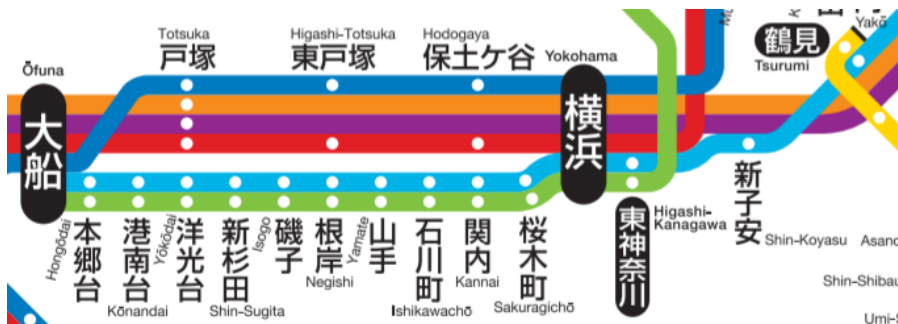 Totsuka
戸塚
Higashi-Totsuka
東戸塚
Hodogaya
保土ケ谷
Yokohama
横浜
鶴見
Tsurumi
Yakō
Ōfuna
大船
Hongōdai
本郷台
港南台
Kōnandai
Yōkōdai
洋光台
新杉田
Shin-Sugita
Isogo
磯子
根岸
Negishi
Yamate
山手
石川町
Ishikawachō
関内
Kannai
桜木町
Sakuragichō
東神奈川
Higashi-
Kanagawa
新子安
Shin-Koyasu
Asano
Shin-Shibau
Umi-S